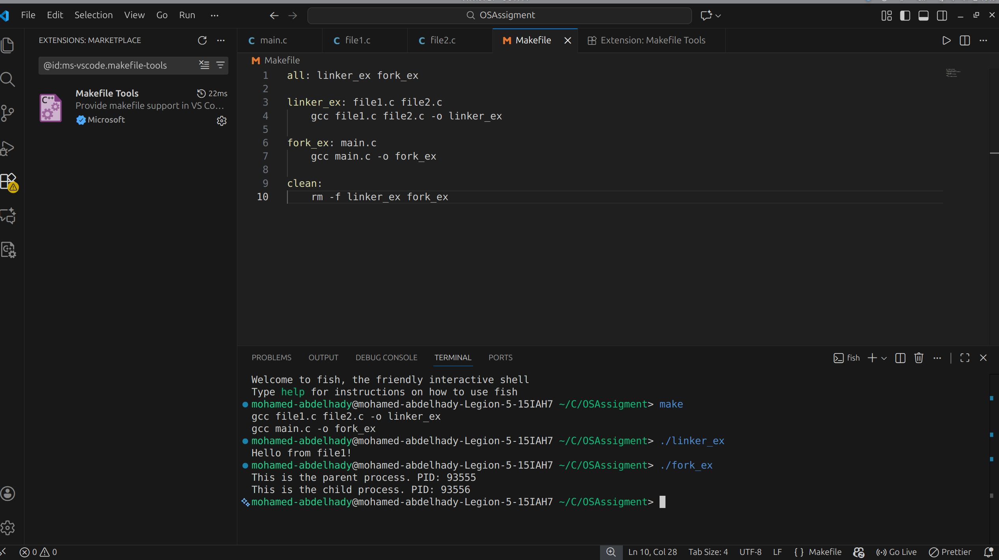 File Edit Selection View Go Run ...
OSAssigment
EXTENSIONS: MARKETPLACE
@id:ms-vscode.makefile-tools
Makefile Tools 22ms
Provide makefile support in VS Co...
Microsoft
main.c file1.c file2.c Makefile Extension: Makefile Tools
Makefile
1 all: linker_ex fork_ex
2
3 linker_ex: file1.c file2.c
4 gcc file1.c file2.c -o linker_ex
5
6 fork_ex: main.c
7 gcc main.c -o fork_ex
8
9 clean:
10 rm -f linker_ex fork_ex
PROBLEMS OUTPUT DEBUG CONSOLE TERMINAL PORTS fish
Welcome to fish, the friendly interactive shell
Type help for instructions on how to use fish
mohamed-abdelhady@mohamed-abdelhady-Legion-5-15IAH7 ~/C/OSAssigment> make
gcc file1.c file2.c -o linker_ex
gcc main.c -o fork_ex
mohamed-abdelhady@mohamed-abdelhady-Legion-5-15IAH7 ~/C/OSAssigment> ./linker_ex
Hello from file1!
mohamed-abdelhady@mohamed-abdelhady-Legion-5-15IAH7 ~/C/OSAssigment> ./fork_ex
This is the parent process. PID: 93555
This is the child process. PID: 93556
mohamed-abdelhady@mohamed-abdelhady-Legion-5-15IAH7 ~/C/OSAssigment>
0 0 Ln 10, Col 28 Tab Size: 4 UTF-8 LF { } Makefile Go Live Prettier